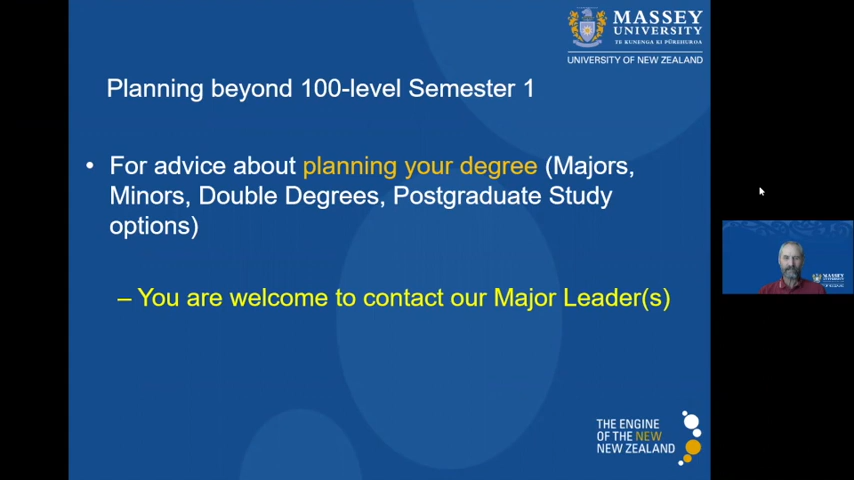 MASSEY
UNIVERSITY
TE KUNENGA KI PŪREHUROA
UNIVERSITY OF NEW ZEALAND
Planning beyond 100-level Semester 1
• For advice about planning your degree (Majors,
Minors, Double Degrees, Postgraduate Study
options)
– You are welcome to contact our Major Leader(s)
MASSEY
THE ENGINE
OF THE NEW
NEW ZEALAND